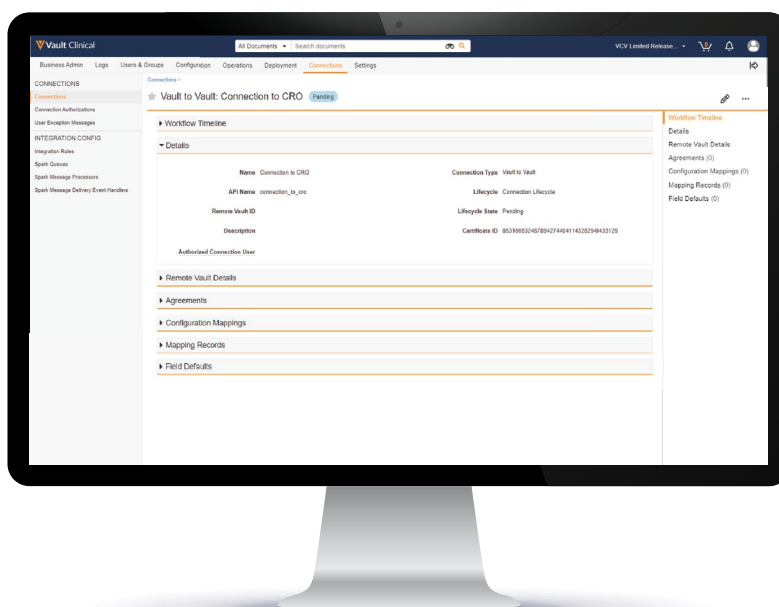 Vault Clinical
All Documents
Search documents
VCV Limited Release...
Business Admin Logs Users & Groups Configuration Operations Deployment Connections Settings
CONNECTIONS
Connections
Connection Authorizations
User Exception Messages
INTEGRATION CONFIG
Integration Rules
Spark Queues
Spark Message Processors
Spark Message Delivery Event Handlers
Connections >
Vault to Vault: Connection to CRO Pending
Workflow Timeline
Details
Name Connection to CRO
Connection Type Vault to Vault
API Name connection_to_cro
Lifecycle Connection Lifecycle
Remote Vault ID
Lifecycle State Pending
Description
Certificate ID
Authorized Connection User
Remote Vault Details
Agreements
Configuration Mappings
Mapping Records
Field Defaults
Workflow Timeline
Details
Remote Vault Details
Agreements (0)
Configuration Mappings (0)
Mapping Records (0)
Field Defaults (0)